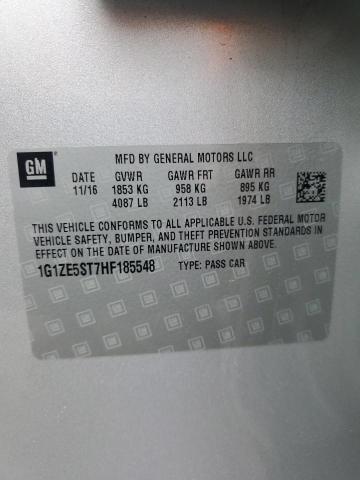 GM
MFD BY GENERAL MOTORS LLC
DATE GVWR GAWR FRT GAWR RR
11/16 1853 KG 958 KG 895 KG
4087 LB 2113 LB 1974 LB
THIS VEHICLE CONFORMS TO ALL APPLICABLE U.S. FEDERAL MOTOR
VEHICLE SAFETY, BUMPER, AND THEFT PREVENTION STANDARDS IN
EFFECT ON THE DATE OF MANUFACTURE SHOWN ABOVE.
1G1ZE5ST7HF185548 TYPE: PASS CAR